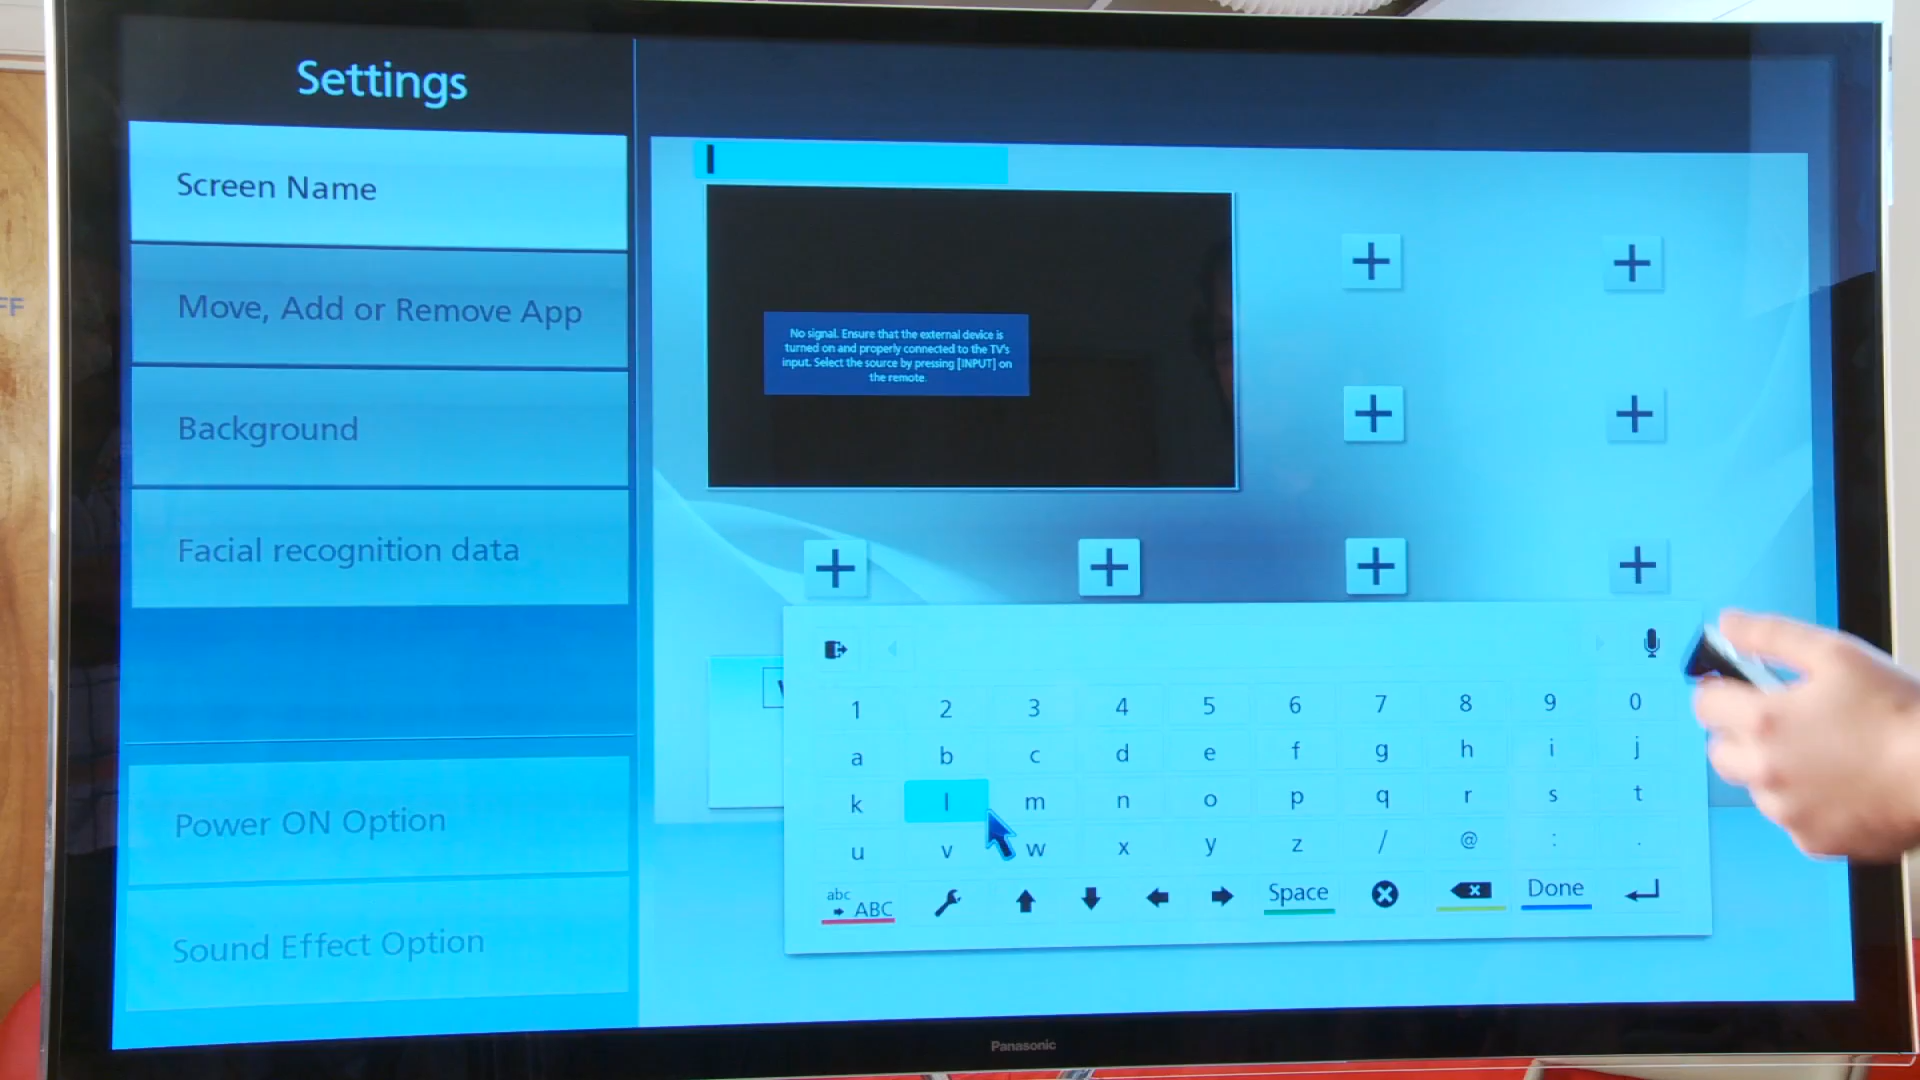 Settings
Screen Name
Move, Add or Remove App
Background
Facial recognition data
Power ON Option
Sound Effect Option
No signal. Ensure that the external device is
turned on and properly connected to the TV's
input. Select the source by pressing [INPUT] on
the remote.
1 2 3 4 5 6 7 8 9 0
a b c d e f g h i j
k l m n o p q r s t
u v w x y z / @ : .
abc
ABC
Space
Done
Panasonic
FF